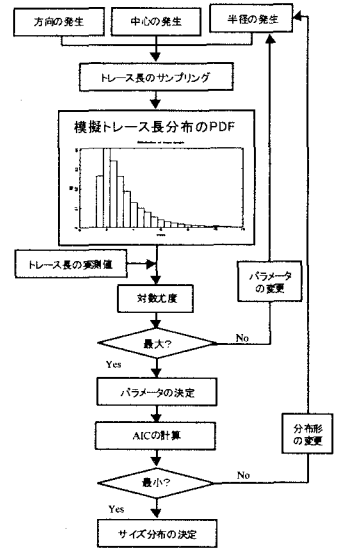 方向の発生
中心の発生
半径の発生
トレース長のサンプリング
模擬トレース長分布のPDF
トレース長の実測値
パラメータ
の変更
対数尤度
最大?
No
Yes
パラメータの決定
AICの計算
分布形
の変更
最小?
No
Yes
サイズ分布の決定